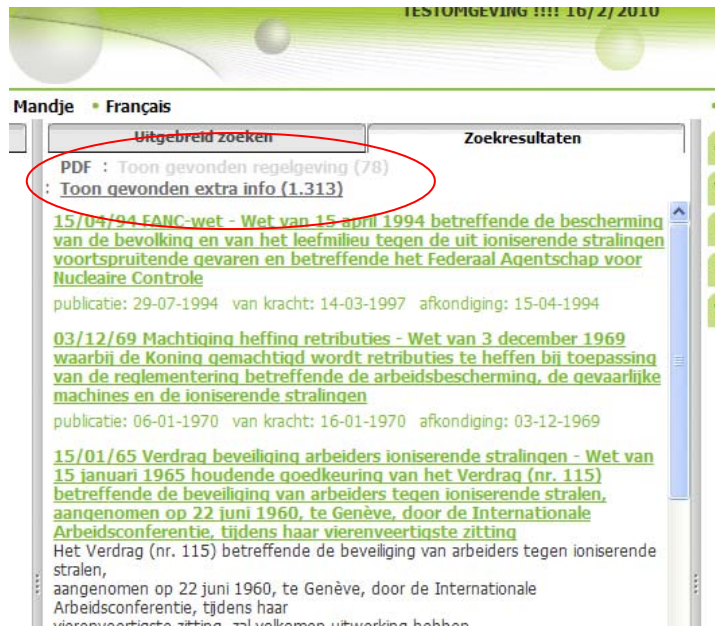 TESTOMGEVING !!!! 16/2/2010
Mandje • Français
Uitgebreid zoeken
Zoekresultaten
PDF : Toon gevonden regelgeving (78)
: Toon gevonden extra info (1.313)
15/04/94 FANC-wet - Wet van 15 april 1994 betreffende de bescherming
van de bevolking en van het leefmilieu tegen de uit ioniserende stralingen
voortspruitende gevaren en betreffende het Federaal Agentschap voor
Nucleaire Controle
publicatie: 29-07-1994 van kracht: 14-03-1997 afkondiging: 15-04-1994
03/12/69 Machtiging heffing retributies - Wet van 3 december 1969
waarbij de Koning gemachtigd wordt retributies te heffen bij toepassing
van de reglementering betreffende de arbeidsbescherming, de gevaarlijke
machines en de ioniserende stralingen
publicatie: 06-01-1970 van kracht: 16-01-1970 afkondiging: 03-12-1969
15/01/65 Verdrag beveiliging arbeiders ioniserende stralingen - Wet van
15 januari 1965 houdende goedkeuring van het Verdrag (nr. 115)
betreffende de beveiliging van arbeiders tegen ioniserende stralen,
aangenomen op 22 juni 1960, te Genève, door de Internationale
Arbeidsconferentie, tijdens haar vierenveertigste zitting
Het Verdrag (nr. 115) betreffende de beveiliging van arbeiders tegen ioniserende
stralen,
aangenomen op 22 juni 1960, te Genève, door de Internationale
Arbeidsconferentie, tijdens haar
vierenveertigste zitting, zal volkomen uitwerking hebben